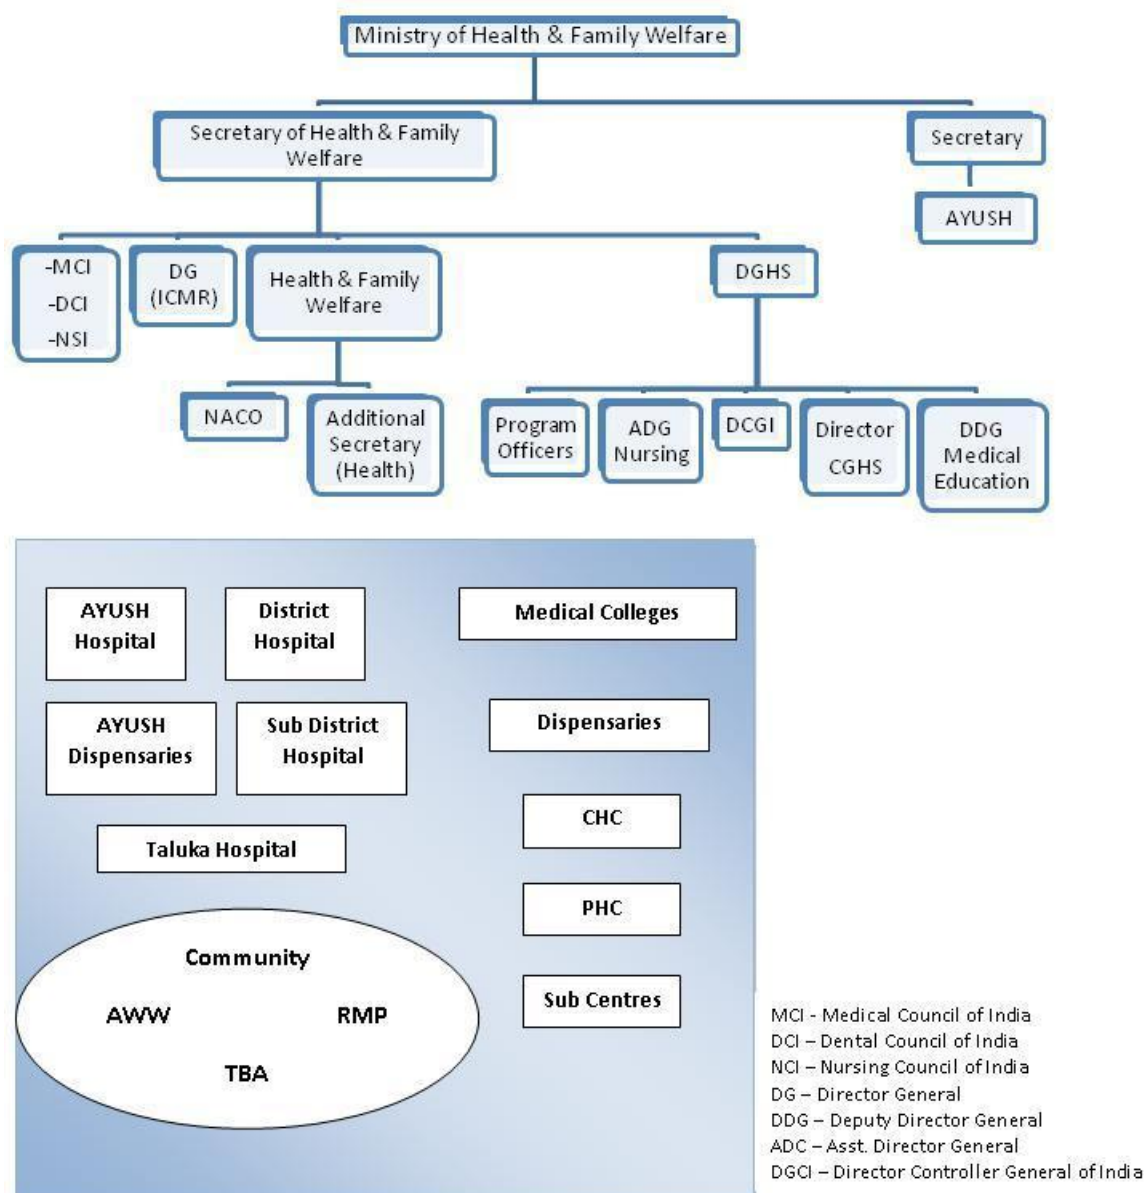 Ministry of Health & Family Welfare
Secretary of Health & Family
Welfare
Secretary
AYUSH
-MCI
-DCI
-NSI
DG
(ICMR)
Health & Family
Welfare
DGHS
NACO
Additional
Secretary
(Health)
Program
Officers
ADG
Nursing
DCGI
Director
CGHS
DDG
Medical
Education
AYUSH
Hospital
District
Hospital
Medical Colleges
AYUSH
Dispensaries
Sub District
Hospital
Dispensaries
Taluka Hospital
CHC
PHC
Sub Centres
Community
AWW
RMP
TBA
MCI - Medical Council of India
DCI – Dental Council of India
NCI – Nursing Council of India
DG – Director General
DDG – Deputy Director General
ADC – Asst. Director General
DGCI – Director Controller General of India